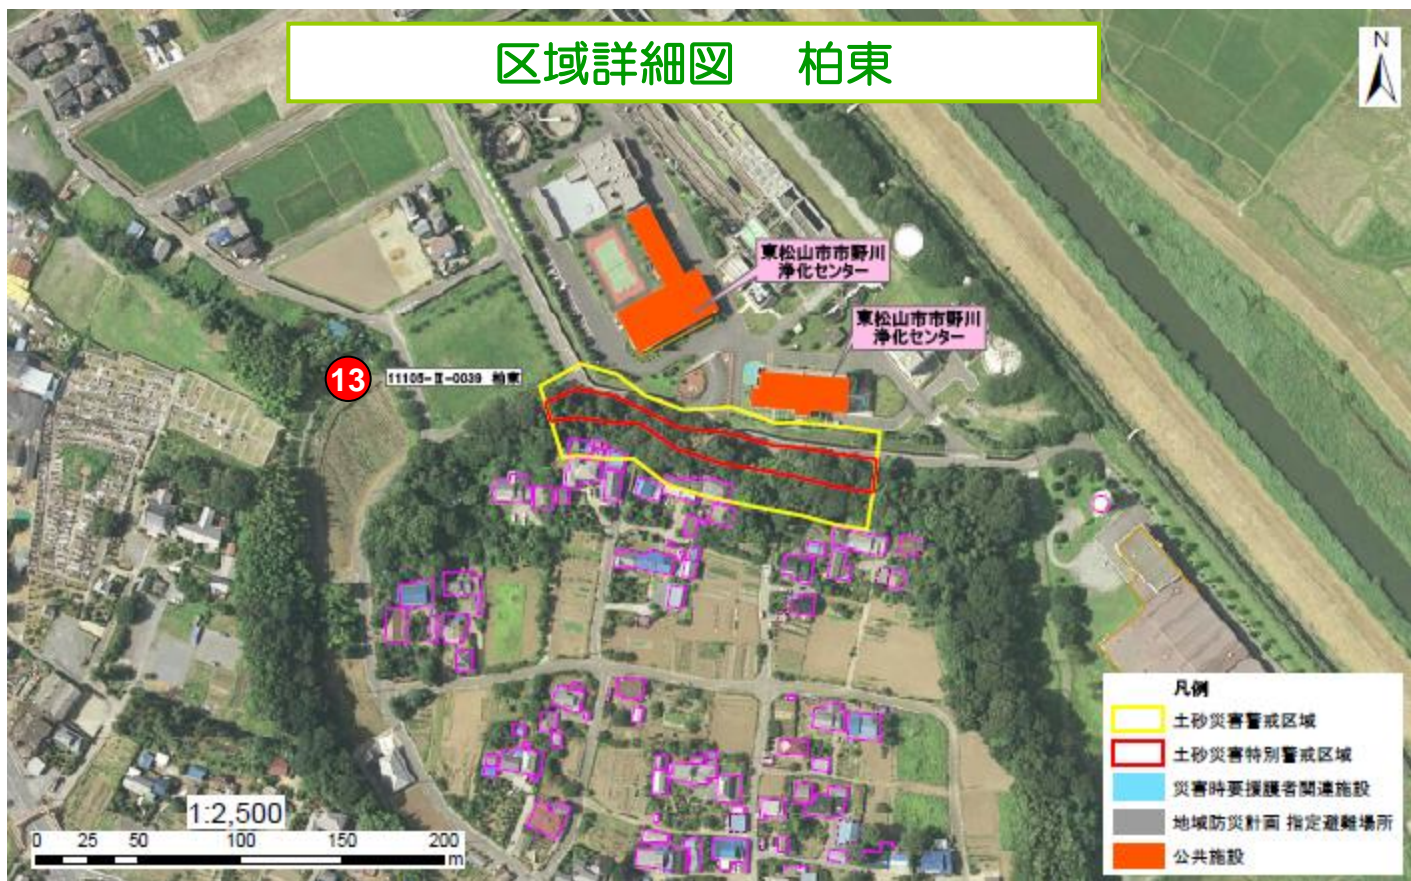 区域詳細図 柏東
N
東松山市市野川
浄化センター
東松山市市野川
浄化センター
13
11105-Ⅱ-0039 柏東
凡例
土砂災害警戒区域
土砂災害特別警戒区域
災害時要援護者関連施設
地域防災計画 指定避難場所
公共施設
1:2,500
0 25 50 100 150 200
m